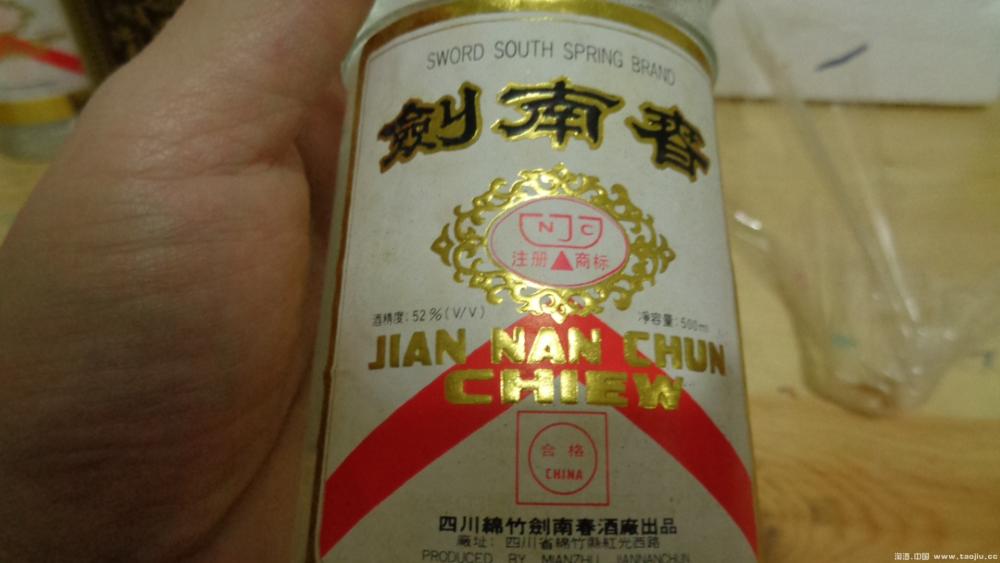 SWORD SOUTH SPRING BRAND
劍南春
NJC
注册▲商标
酒精度:52%(V/V)
净容量:500ml
JIAN NAN CHUN
CHIEW
合格
CHINA
四川綿竹劍南春酒廠出品
廠址:四川省綿竹縣紅光西路
PRODUCED BY MIANZHU JIANNANCHUN
淘酒.中国 www.taojiu.cc